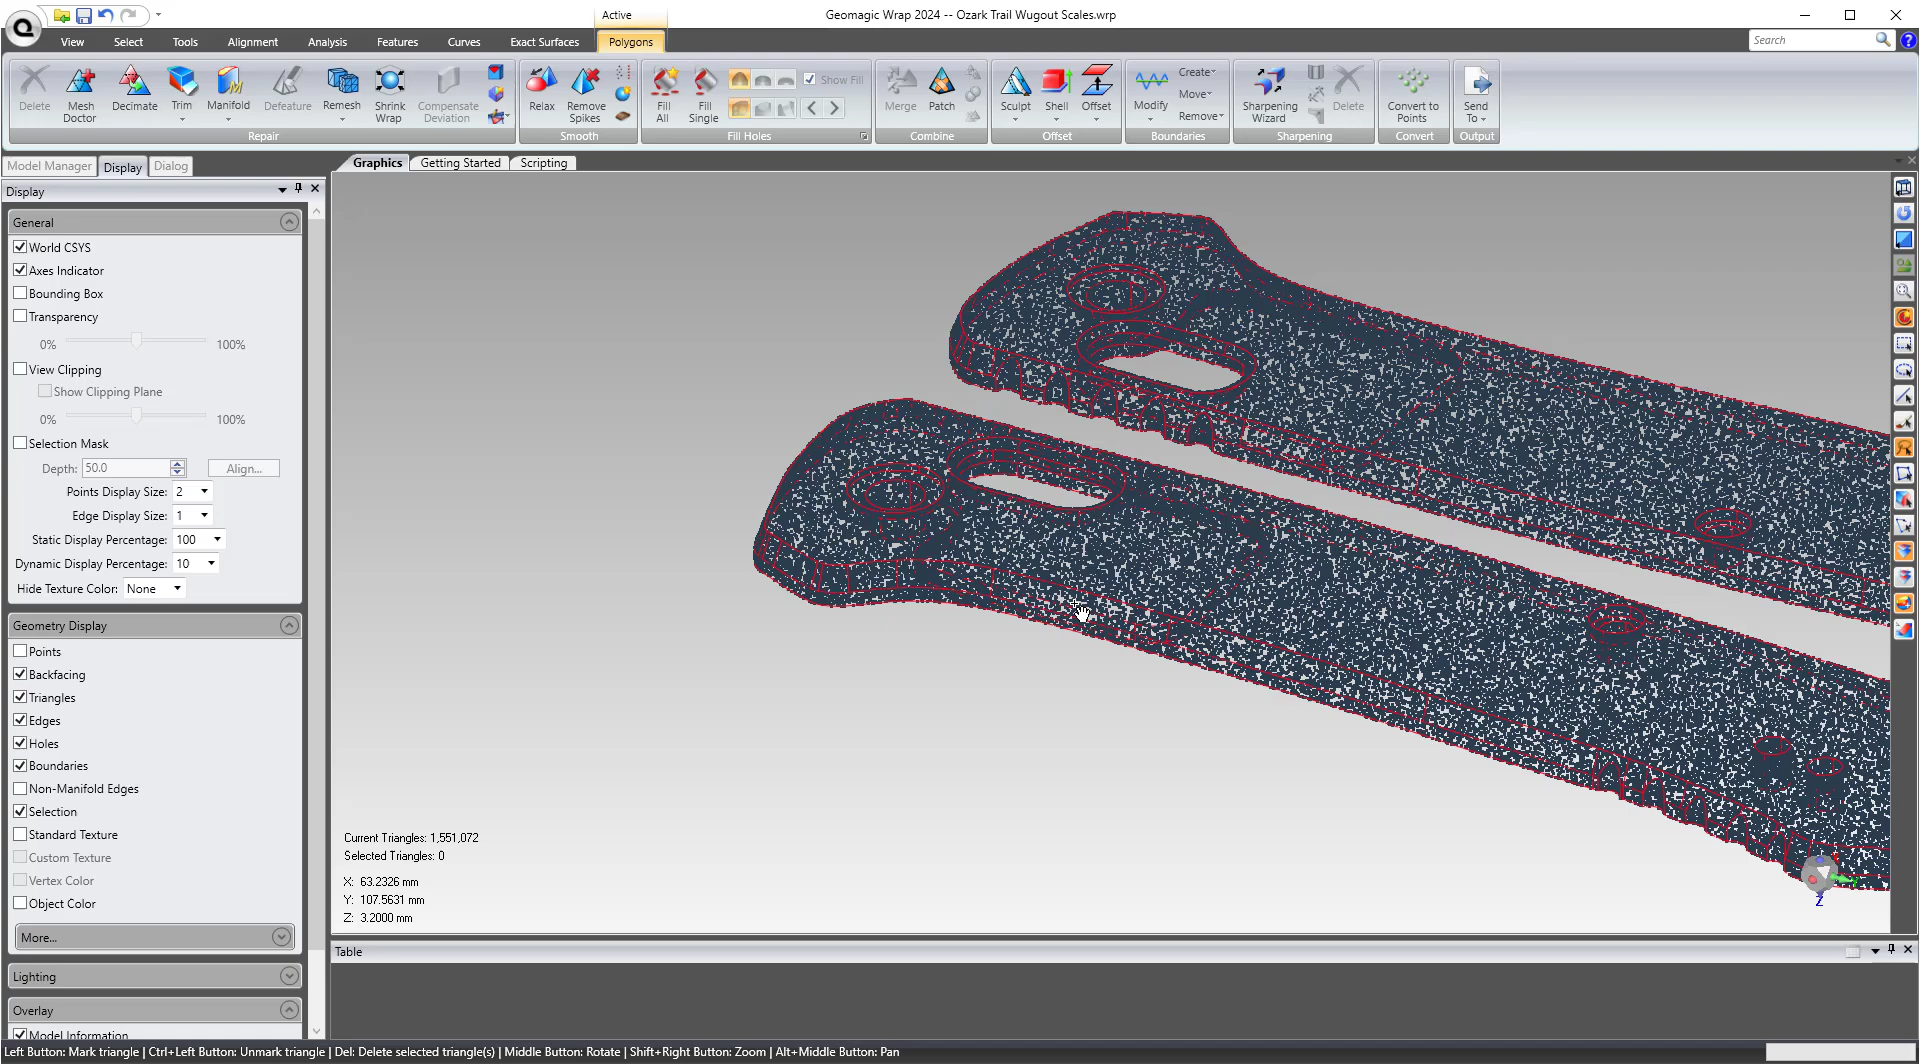 Active
Geomagic Wrap 2024 -- Ozark Trail Wugout Scales.wrp
View Select Tools Alignment Analysis Features Curves Exact Surfaces Polygons
Search
Delete
Mesh Doctor
Decimate
Trim
Manifold
Defeature
Remesh
Shrink Wrap
Compensate Deviation
Repair
Relax
Remove Spikes
Smooth
Fill All
Fill Single
Show Fill
Fill Holes
Merge
Patch
Combine
Sculpt
Shell
Offset
Offset
Modify
Create
Move
Remove
Boundaries
Sharpening Wizard
Delete
Sharpening
Convert to Points
Convert
Send To
Output
Model Manager Display Dialog
Graphics Getting Started Scripting
Display
General
World CSYS
Axes Indicator
Bounding Box
Transparency
0% 100%
View Clipping
Show Clipping Plane
0% 100%
Selection Mask
Depth: 50.0 Align...
Points Display Size: 2
Edge Display Size: 1
Static Display Percentage: 100
Dynamic Display Percentage: 10
Hide Texture Color: None
Geometry Display
Points
Backfacing
Triangles
Edges
Holes
Boundaries
Non-Manifold Edges
Selection
Standard Texture
Custom Texture
Vertex Color
Object Color
More...
Lighting
Overlay
Model Information
Current Triangles: 1,551,072
Selected Triangles: 0
X: 63.2326 mm
Y: 107.5631 mm
Z: 3.2000 mm
Z
Table
Left Button: Mark triangle | Ctrl+Left Button: Unmark triangle | Del: Delete selected triangle(s) | Middle Button: Rotate | Shift+Right Button: Zoom | Alt+Middle Button: Pan